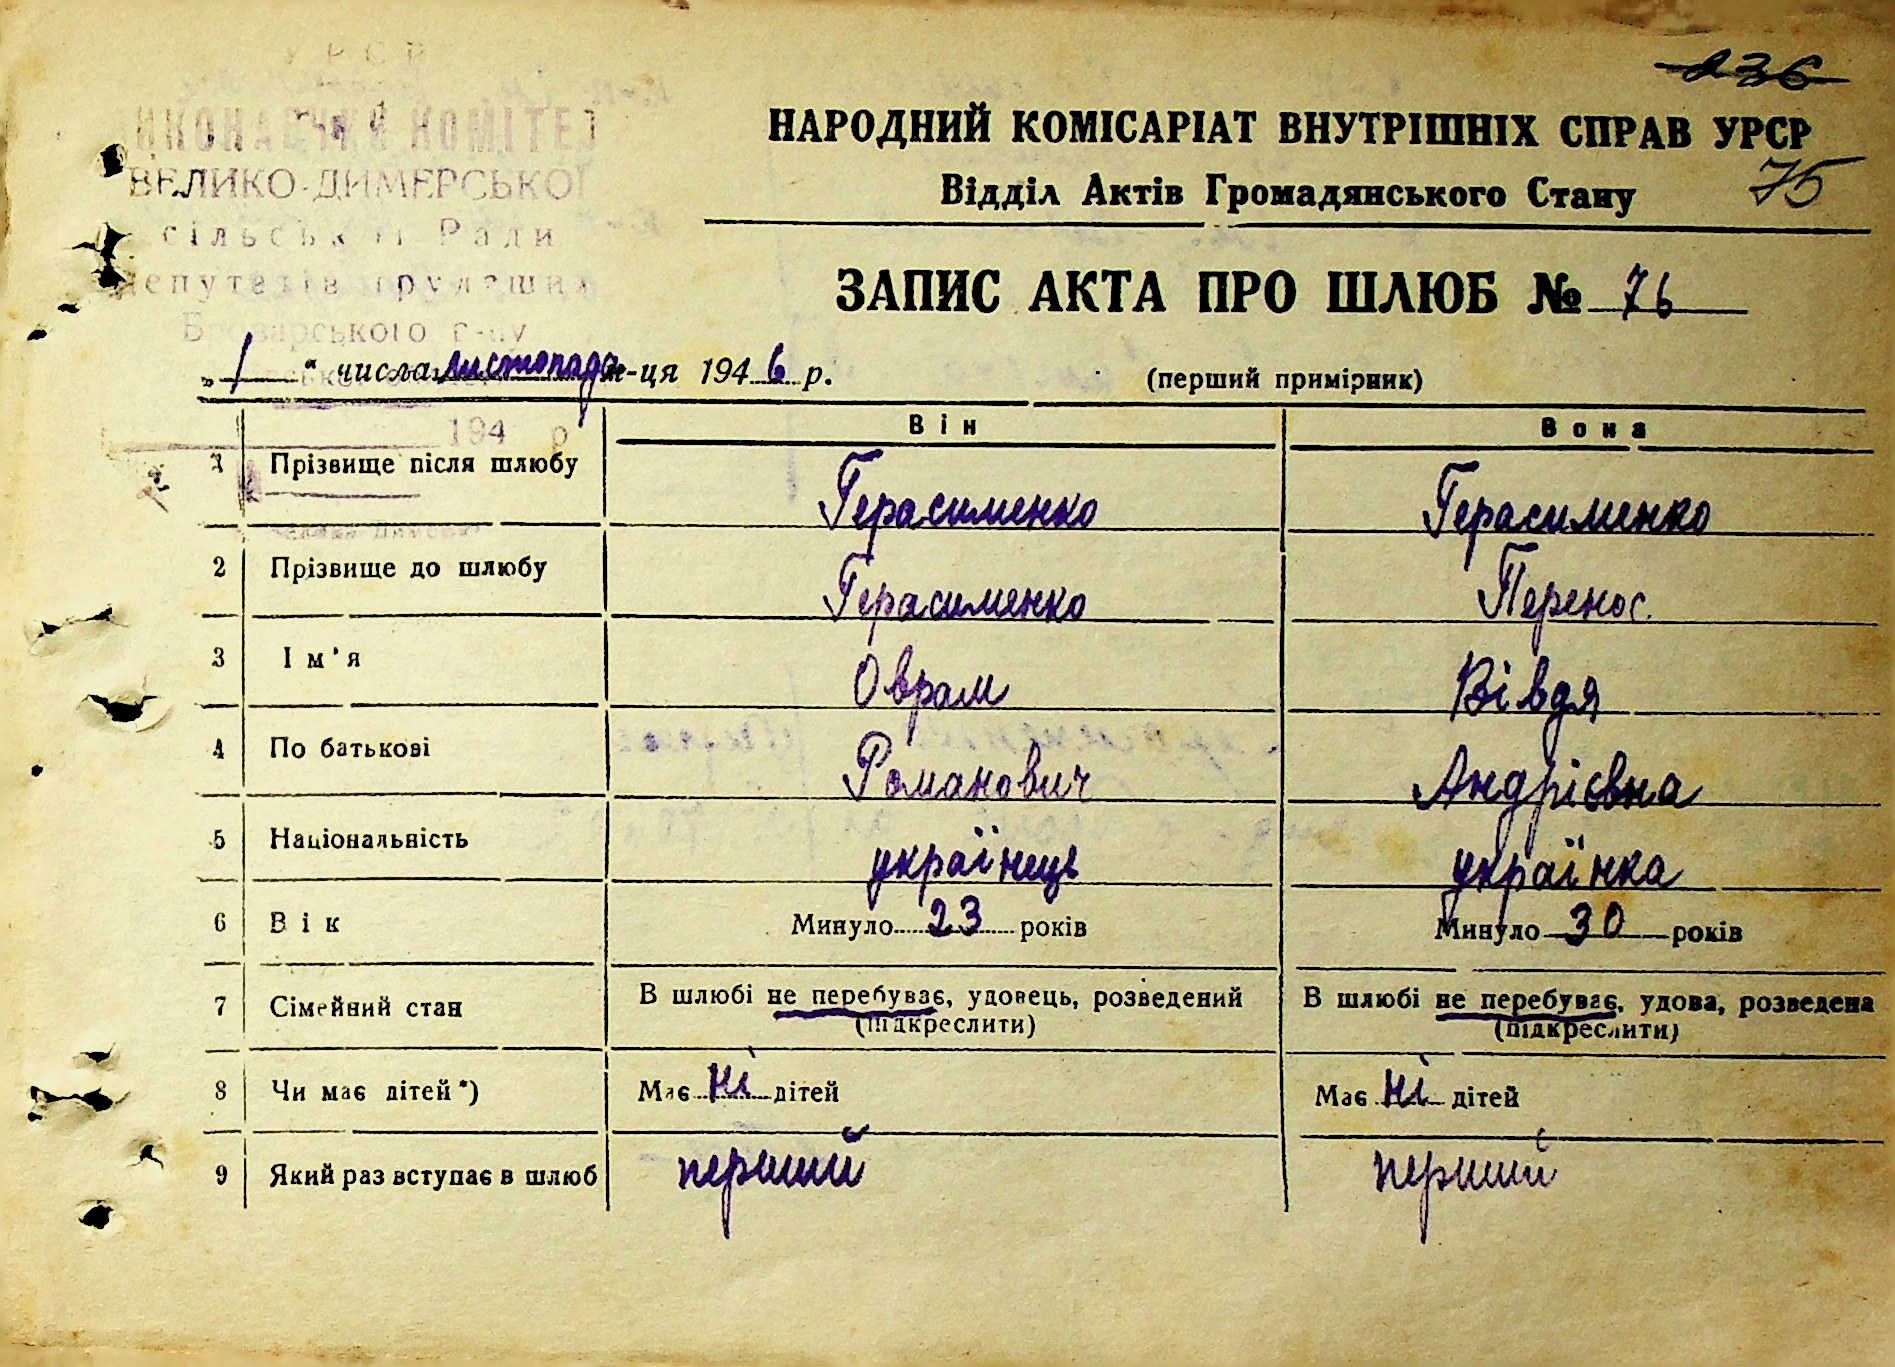 УРСР
136
ИКОНАВЧИЙ КОМІТЕТ
НАРОДНИЙ КОМІСАРІАТ ВНУТРІШНІХ СПРАВ УРСР
ВЕЛИКО-ДИМЕРСЬКОЇ
Відділ Актів Громадянського Стану 75
сільської Ради
депутатів трудящих
ЗАПИС АКТА ПРО ШЛЮБ № 76
Броварського р-ну
„ 1 “ числа листопада м-ця 1946 р.
(перший примірник)
194 р
Він Вона
1 Прізвище після шлюбу Герасименко Герасименко
2 Прізвище до шлюбу Герасименко Перенос.
3 Ім'я Оврам Вівдя
4 По батькові Романович Андрієвна
5 Національність українець українка
6 Вік Минуло 23 років Минуло 30 років
7 Сімейний стан В шлюбі не перебуває, удовець, розведений В шлюбі не перебуває, удова, розведена
(підкреслити) (підкреслити)
8 Чи має дітей*) Має ні дітей Має ні дітей
9 Який раз вступає в шлюб перший перший